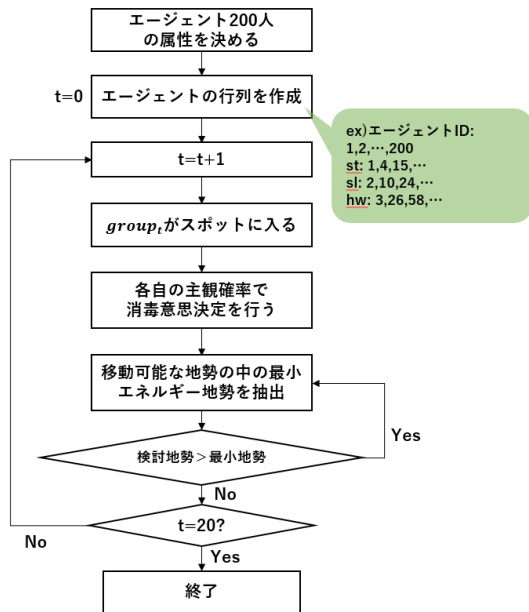 エージェント200人
の属性を決める
t=0
エージェントの行列を作成
ex)エージェントID:
1,2,⋯,200
st: 1,4,15,⋯
sl: 2,10,24,⋯
hw: 3,26,58,⋯
t=t+1
groupₜがスポットに入る
各自の主観確率で
消毒意思決定を行う
移動可能な地勢の中の最小
エネルギー地勢を抽出
Yes
検討地勢>最小地勢
No
t=20?
No
Yes
終了